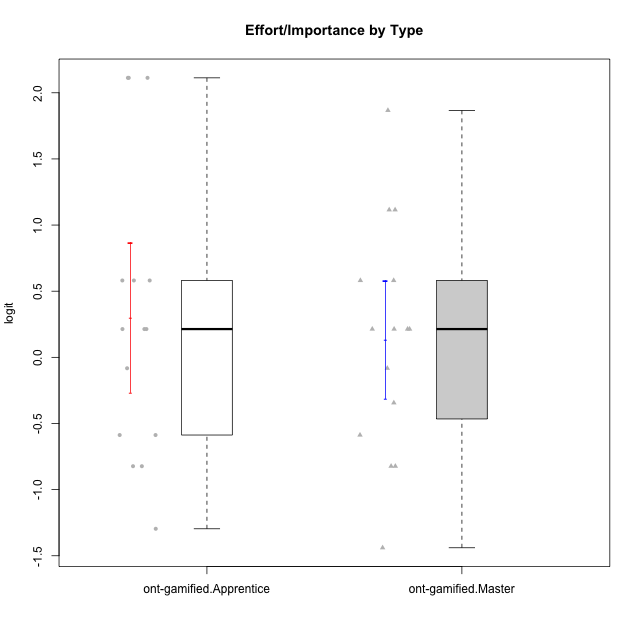 Effort/Importance by Type
logit
2.0
1.5
1.0
0.5
0.0
-0.5
-1.0
-1.5
ont-gamified.Apprentice
ont-gamified.Master